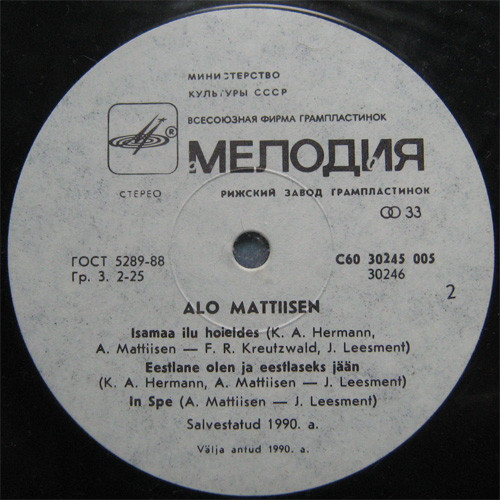 МИНИСТЕРСТВО
КУЛЬТУРЫ СССР
ВСЕСОЮЗНАЯ ФИРМА ГРАМПЛАСТИНОК
®
МЕЛОДИЯ
СТЕРЕО
РИЖСКИЙ ЗАВОД ГРАМПЛАСТИНОК
33
ГОСТ 5289-88
Гр. 3. 2-25
С60 30245 005
30246
2
ALO MATTIISEN
Isamaa ilu hoieldes (K. A. Hermann,
A. Mattiisen — F. R. Kreutzwald, J. Leesment)
Eestlane olen ja eestlaseks jään
(K. A. Hermann, A. Mattiisen — J. Leesment)
In Spe (A. Mattiisen — J. Leesment)
Salvestatud 1990. a.
Välja antud 1990. a.